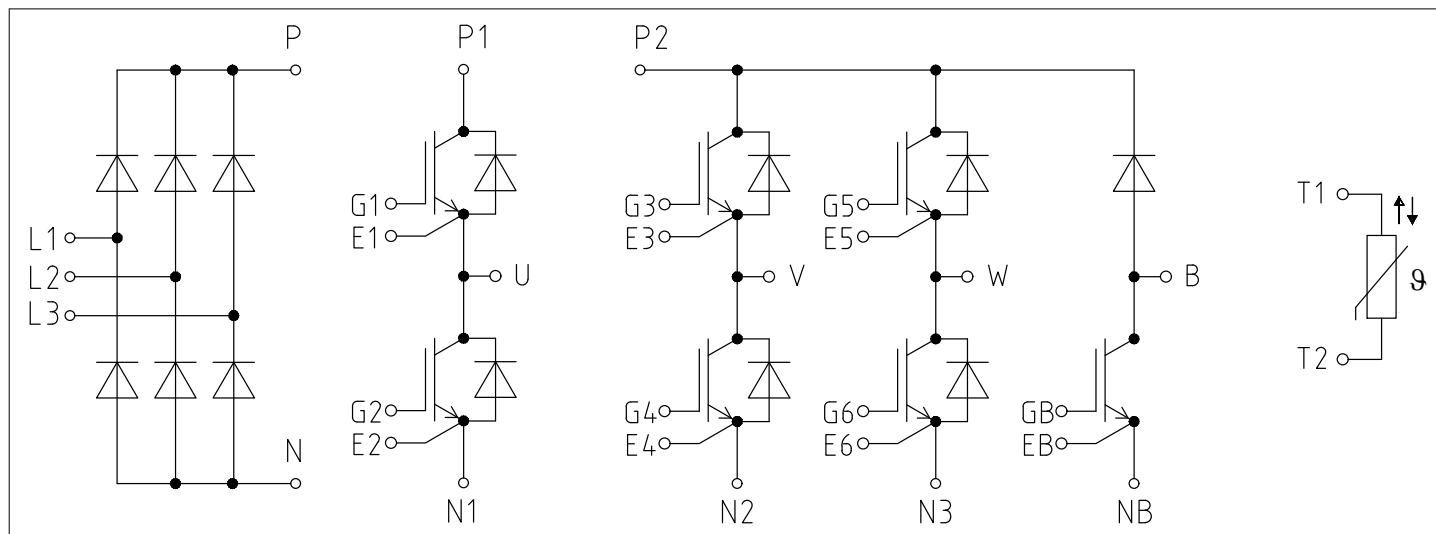 P P1 P2
G1 G3 G5 T1
L1 E1 E3 E5
L2 U V W B ϑ
L3
T2
G2 G4 G6 GB
E2 E4 E6 EB
N
N1 N2 N3 NB